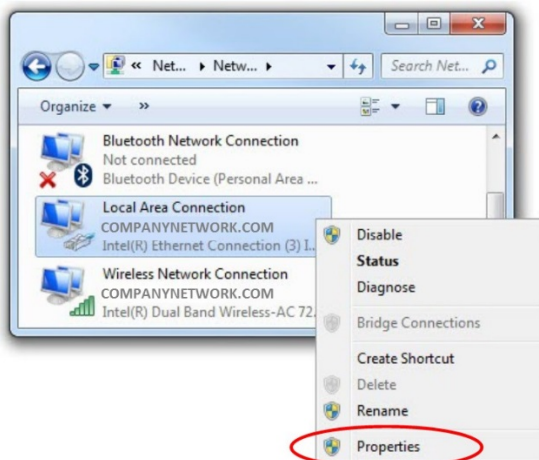 « Net... ▸ Netw... ▸
Search Net...
Organize ▾ »
Bluetooth Network Connection
Not connected
Bluetooth Device (Personal Area ...
Local Area Connection
COMPANYNETWORK.COM
Intel(R) Ethernet Connection (3) I...
Wireless Network Connection
COMPANYNETWORK.COM
Intel(R) Dual Band Wireless-AC 72.
Disable
Status
Diagnose
Bridge Connections
Create Shortcut
Delete
Rename
Properties